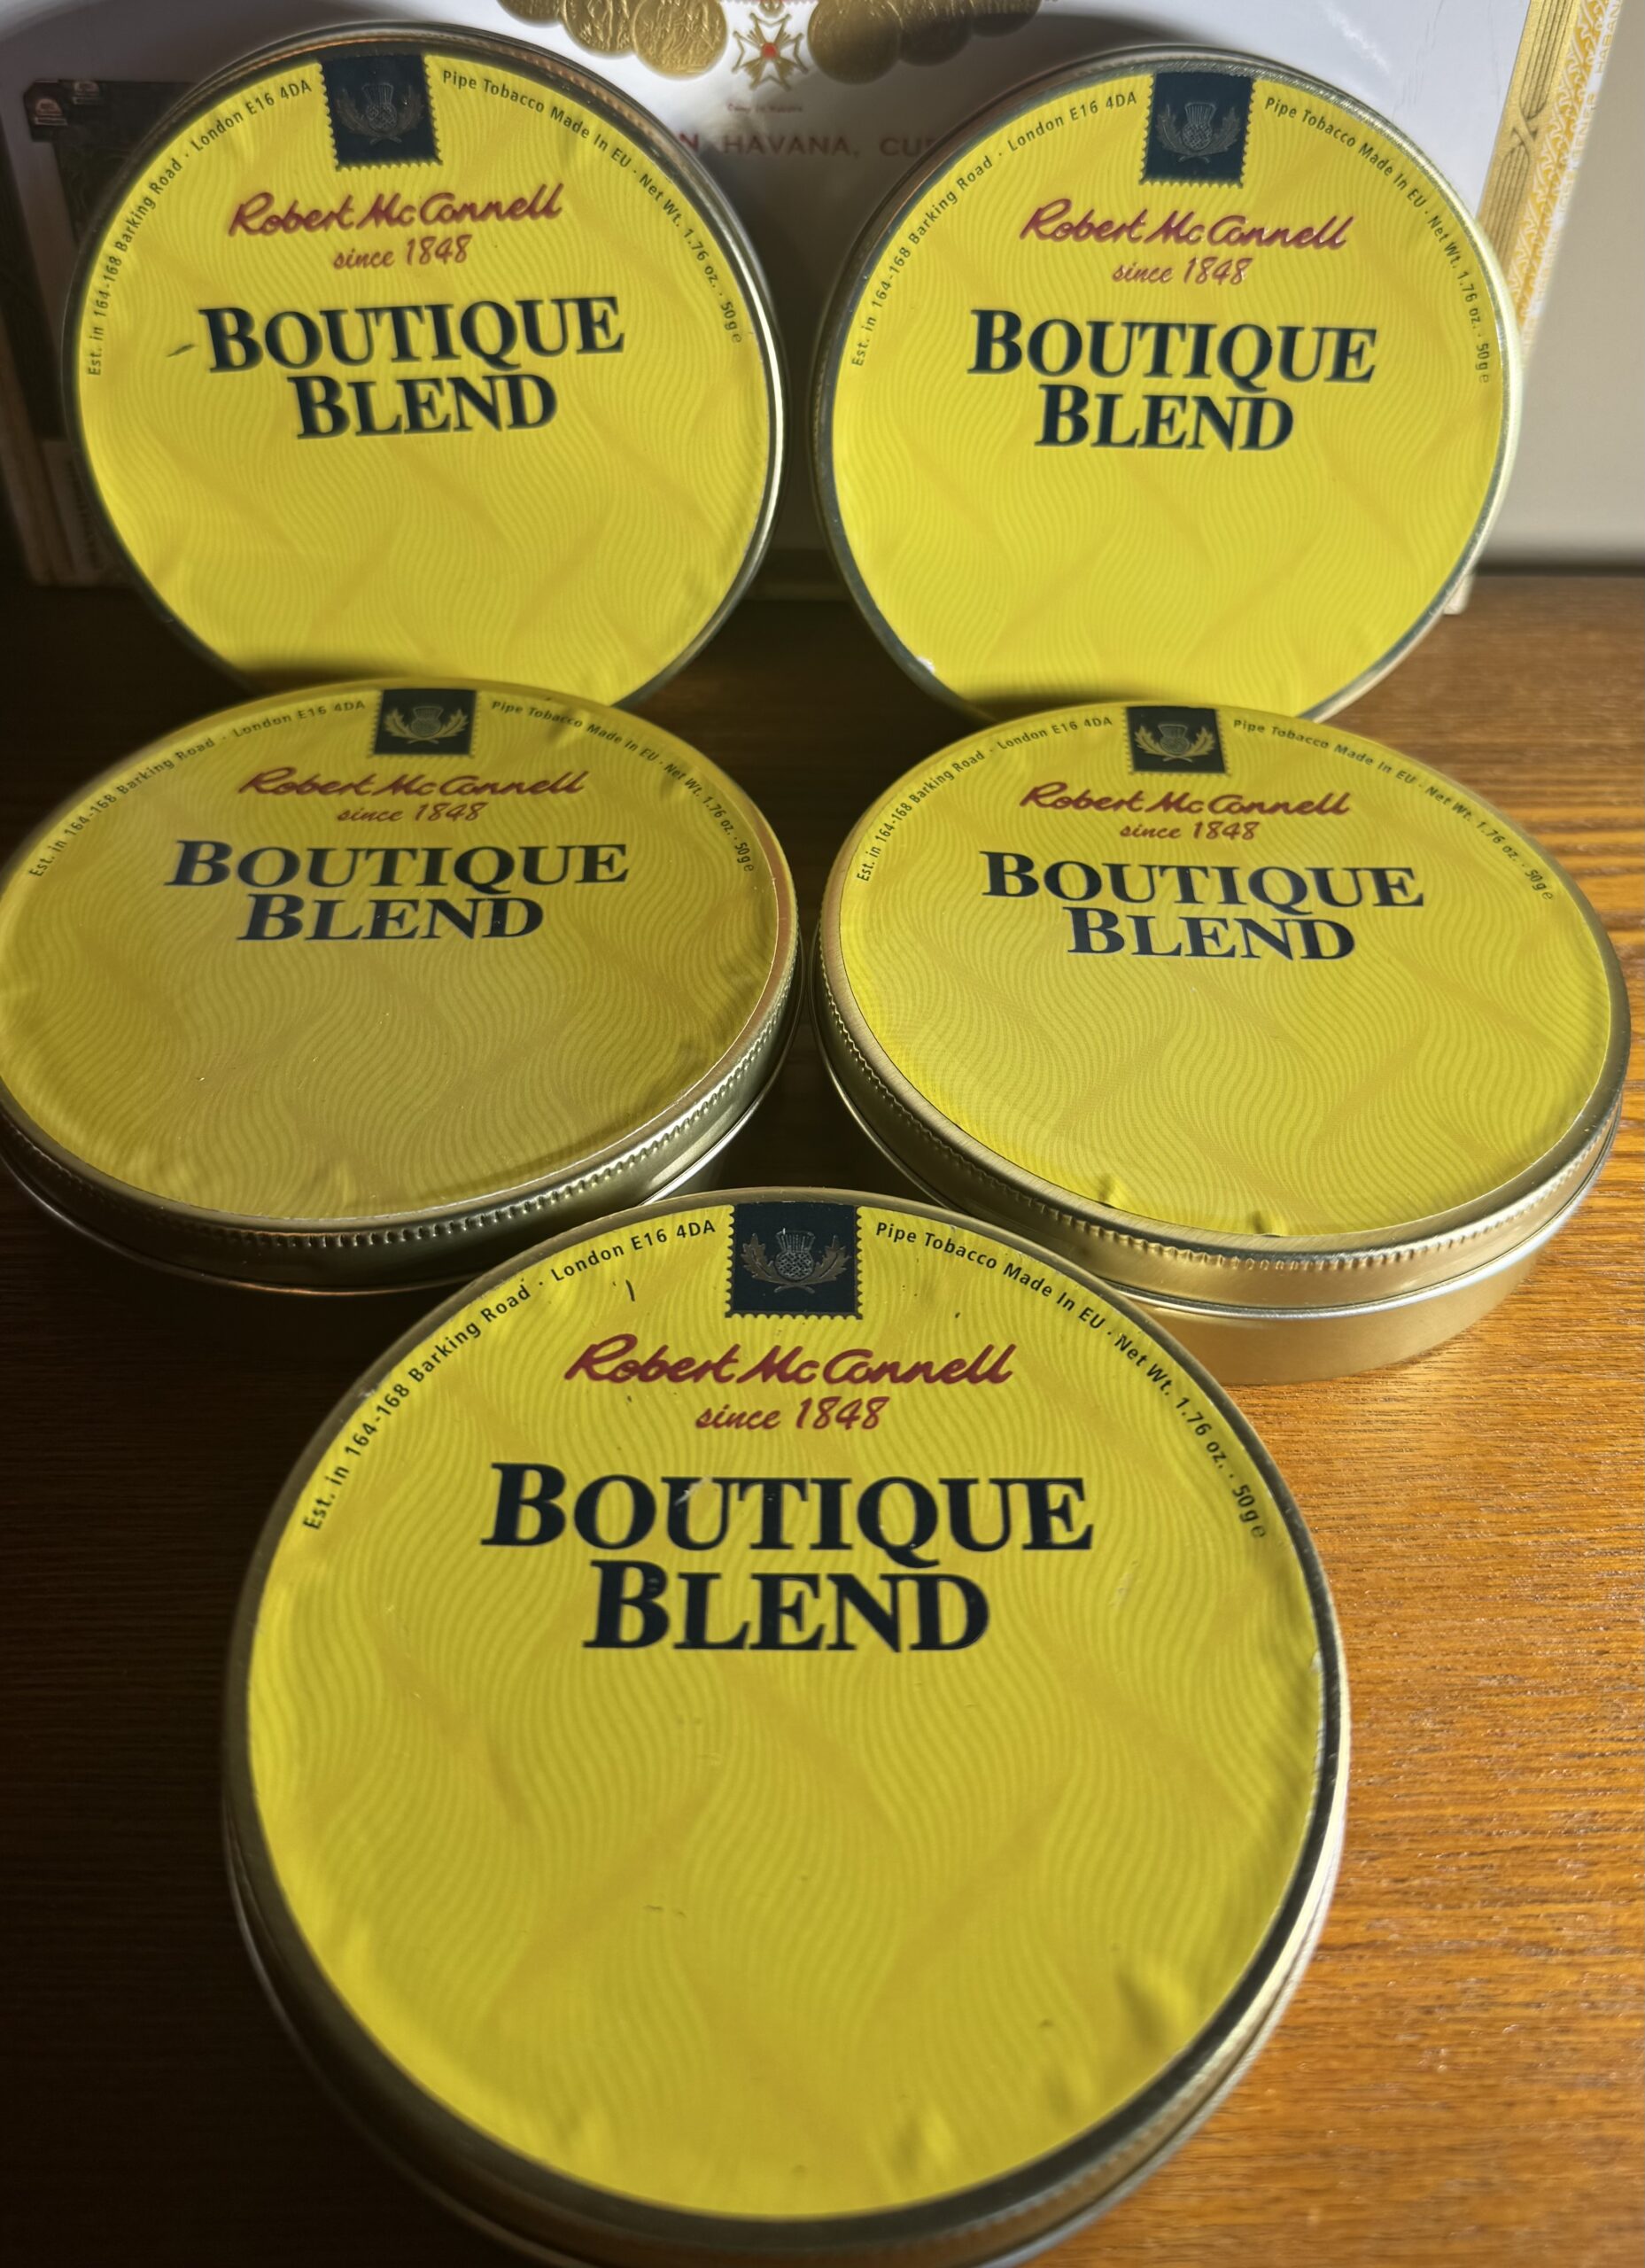 HAVANA, CU
Est. in 164-168 Barking Road · London E16 4DA
Pipe Tobacco Made In EU · Net Wt. 1.76 oz. · 50g e
Robert McConnell
since 1848
BOUTIQUE
BLEND
Est. in 164-168 Barking Road · London E16 4DA
Pipe Tobacco Made In EU · Net Wt. 1.76 oz. · 50g e
Robert McConnell
since 1848
BOUTIQUE
BLEND
Est. in 164-168 Barking Road · London E16 4DA
Pipe Tobacco Made In EU · Net Wt. 1.76 oz. · 50g e
Robert McConnell
since 1848
BOUTIQUE
BLEND
Est. in 164-168 Barking Road · London E16 4DA
Pipe Tobacco Made In EU · Net Wt. 1.76 oz. · 50g e
Robert McConnell
since 1848
BOUTIQUE
BLEND
Est. in 164-168 Barking Road · London E16 4DA
Pipe Tobacco Made In EU · Net Wt. 1.76 oz. · 50g e
Robert McConnell
since 1848
BOUTIQUE
BLEND